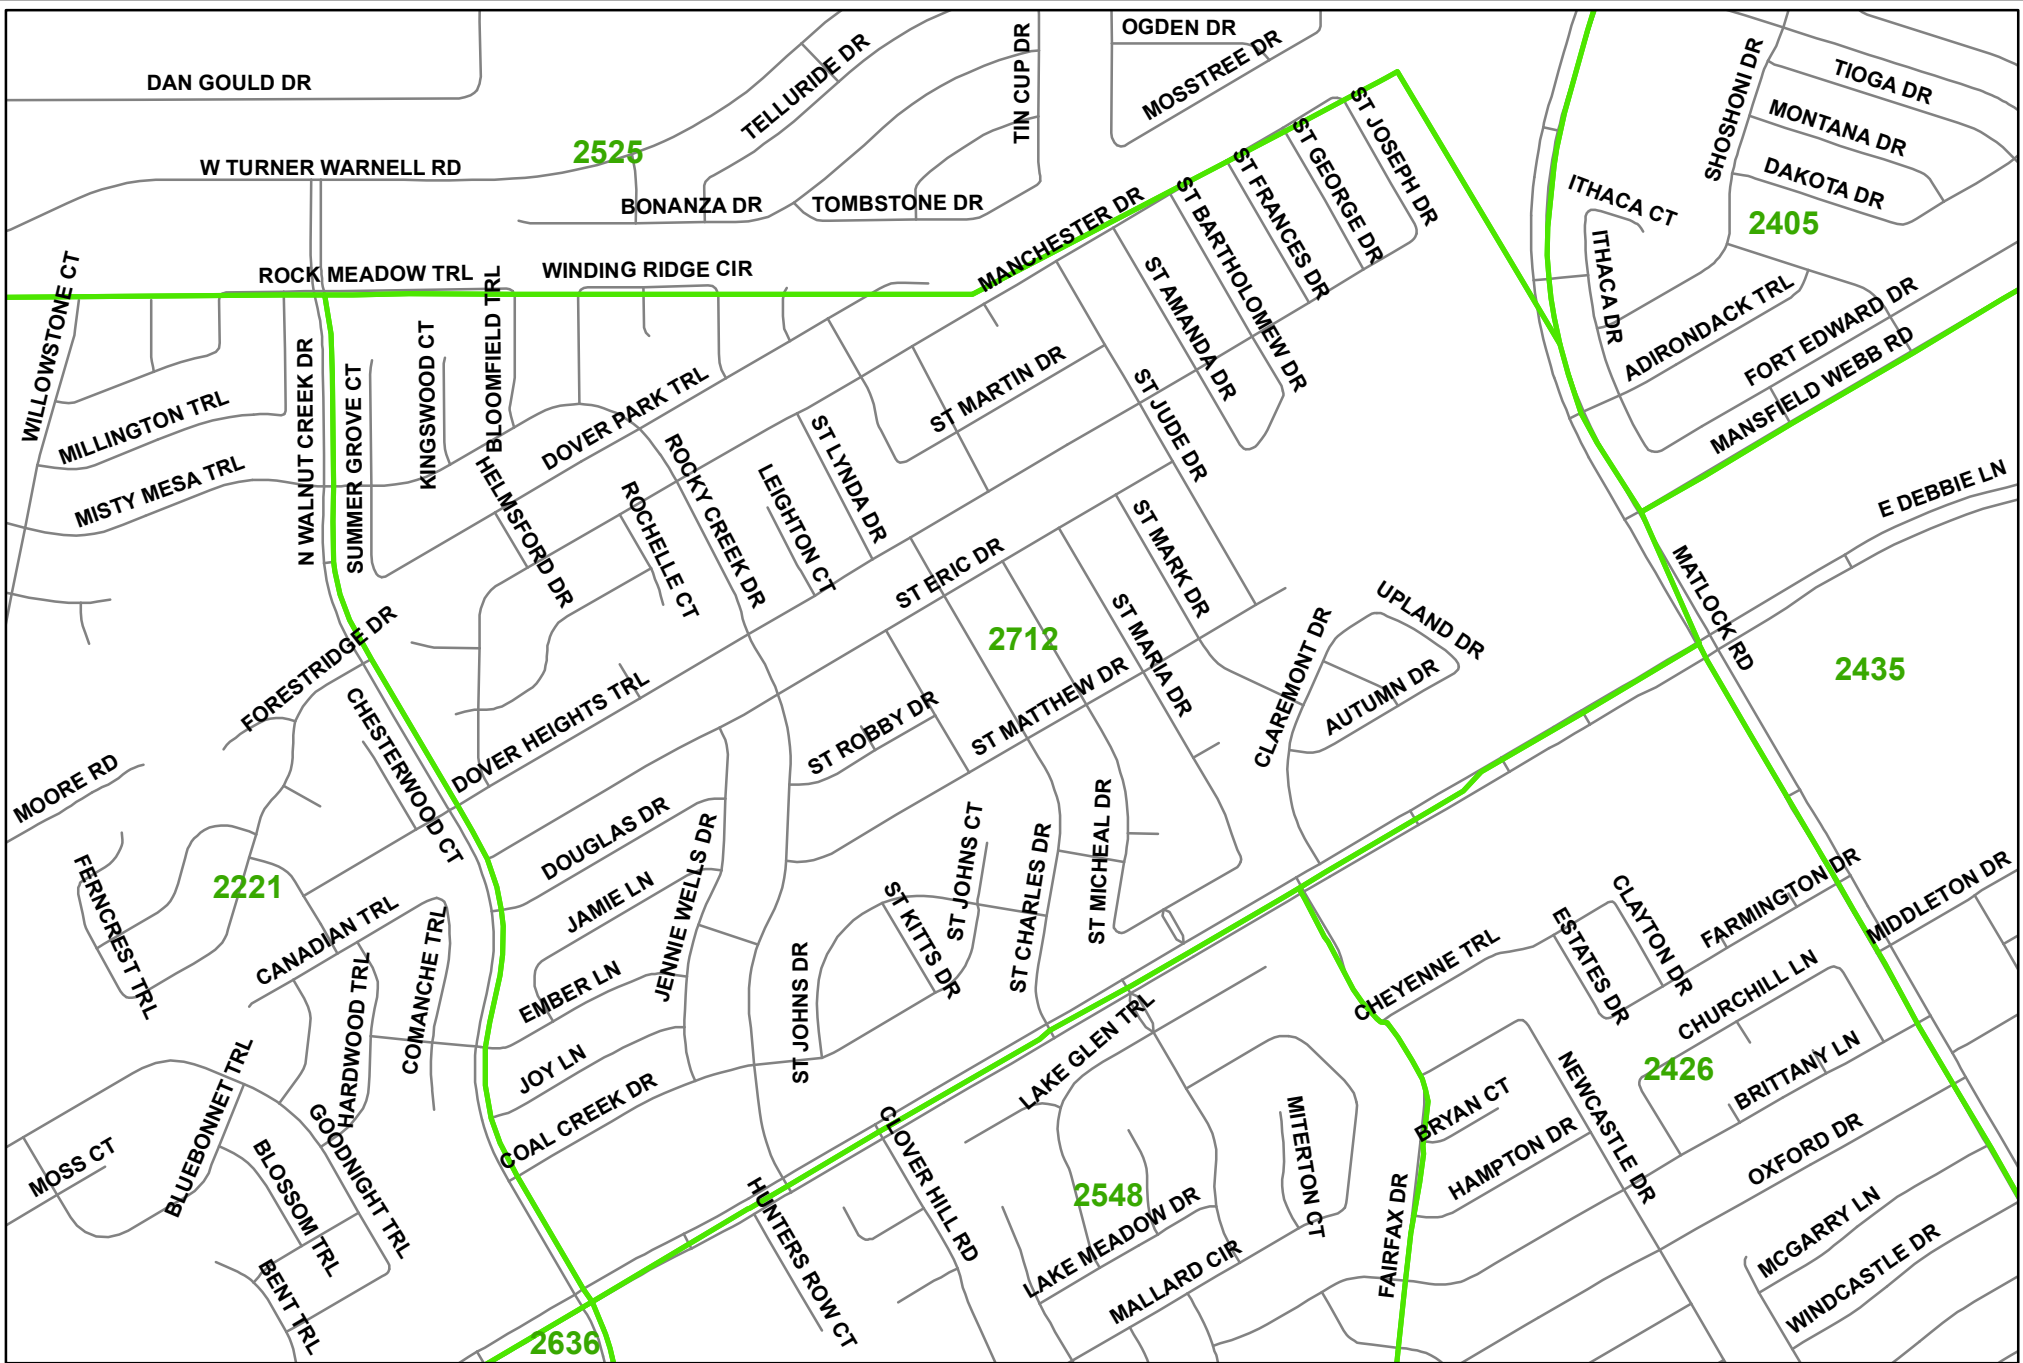 OGDEN DR
DAN GOULD DR
TELLURIDE DR
TIN CUP DR
MOSSTREE DR
SHOSHONI DR
TIOGA DR
MONTANA DR
DAKOTA DR
2525
W TURNER WARNELL RD
BONANZA DR
TOMBSTONE DR
MANCHESTER DR
ST JOSEPH DR
ST GEORGE DR
ST FRANCES DR
ST BARTHOLOMEW DR
ST AMANDA DR
ITHACA CT
ITHACA DR
2405
ROCK MEADOW TRL
WINDING RIDGE CIR
WILLOWSTONE CT
N WALNUT CREEK DR
SUMMER GROVE CT
KINGSWOOD CT
BLOOMFIELD TRL
ADIRONDACK TRL
FORT EDWARD DR
MANSFIELD WEBB RD
MILLINGTON TRL
MISTY MESA TRL
DOVER PARK TRL
ST MARTIN DR
ST JUDE DR
HELMSFORD DR
ROCHELLE CT
ROCKY CREEK DR
LEIGHTON CT
ST LYNDA DR
ST ERIC DR
ST MARK DR
E DEBBIE LN
MATLOCK RD
2712
ST MARIA DR
UPLAND DR
CLAREMONT DR
AUTUMN DR
2435
FORESTRIDGE DR
CHESTERWOOD CT
DOVER HEIGHTS TRL
ST ROBBY DR
ST MATTHEW DR
MOORE RD
DOUGLAS DR
JAMIE LN
JENNIE WELLS DR
ST JOHNS CT
ST CHARLES DR
ST MICHEAL DR
ST KITTS DR
FERNCREST TRL
2221
CANADIAN TRL
HARDWOOD TRL
COMANCHE TRL
EMBER LN
JOY LN
COAL CREEK DR
ST JOHNS DR
CHEYENNE TRL
ESTATES DR
CLAYTON DR
FARMINGTON DR
MIDDLETON DR
CHURCHILL LN
2426
BRITTANY LN
OXFORD DR
NEWCASTLE DR
BRYAN CT
HAMPTON DR
LAKE GLEN TRL
MITERTON CT
MOSS CT
BLUEBONNET TRL
GOODNIGHT TRL
BLOSSOM TRL
BENT TRL
CLOVER HILL RD
HUNTERS ROW CT
2548
LAKE MEADOW DR
MALLARD CIR
FAIRFAX DR
MCGARRY LN
WINDCASTLE DR
2636